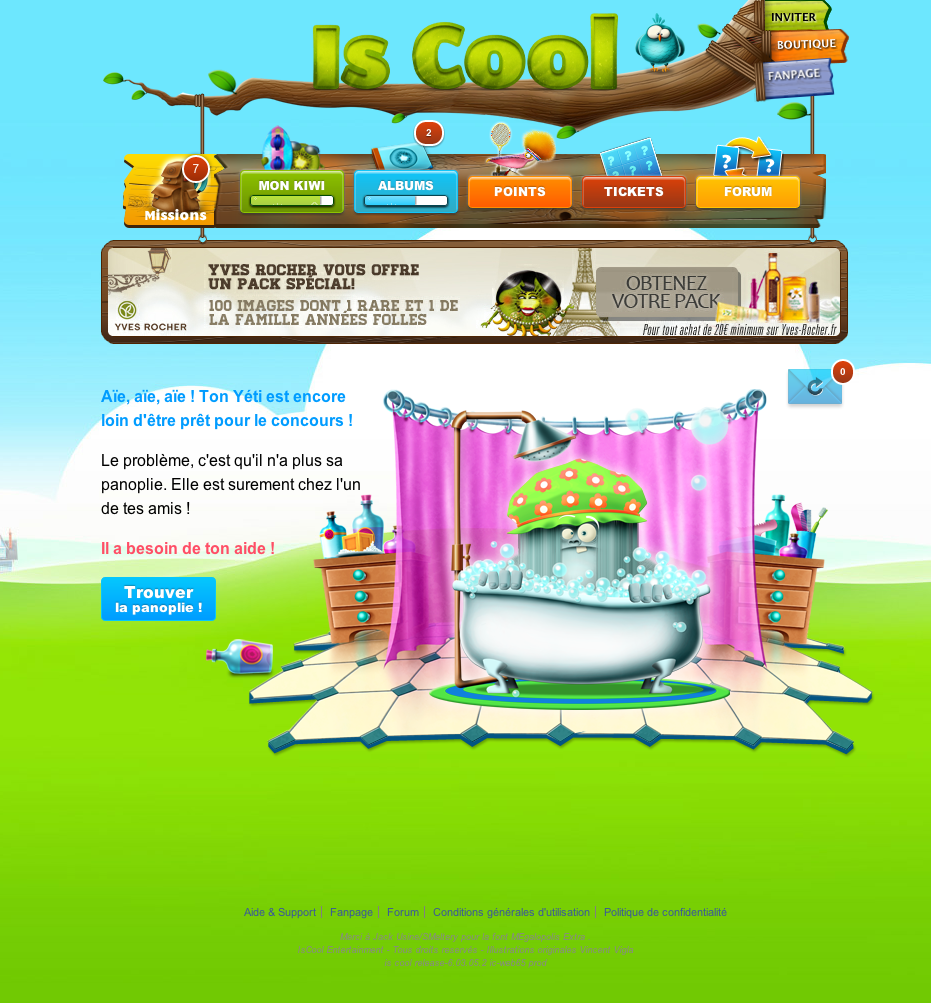 Is Cool
INVITER
BOUTIQUE
FANPAGE
7
Missions
MON KIWI
2
ALBUMS
POINTS
? ? ? ? ? ?
TICKETS
? ?
FORUM
YVES ROCHER
YVES ROCHER VOUS OFFRE
UN PACK SPÉCIAL!
100 IMAGES DONT 1 RARE ET 1 DE
LA FAMILLE ANNÉES FOLLES
OBTENEZ
VOTRE PACK
Pour tout achat de 20€ minimum sur Yves-Rocher.fr
0
Aïe, aïe, aïe ! Ton Yéti est encore
loin d'être prêt pour le concours !
Le problème, c'est qu'il n'a plus sa
panoplie. Elle est surement chez l'un
de tes amis !
Il a besoin de ton aide !
Trouver
la panoplie !
Aide & Support
Fanpage
Forum
Conditions générales d'utilisation
Politique de confidentialité
IsCool Entertainment - Tous droits réservés - Illustrations originales Vincent Vigla